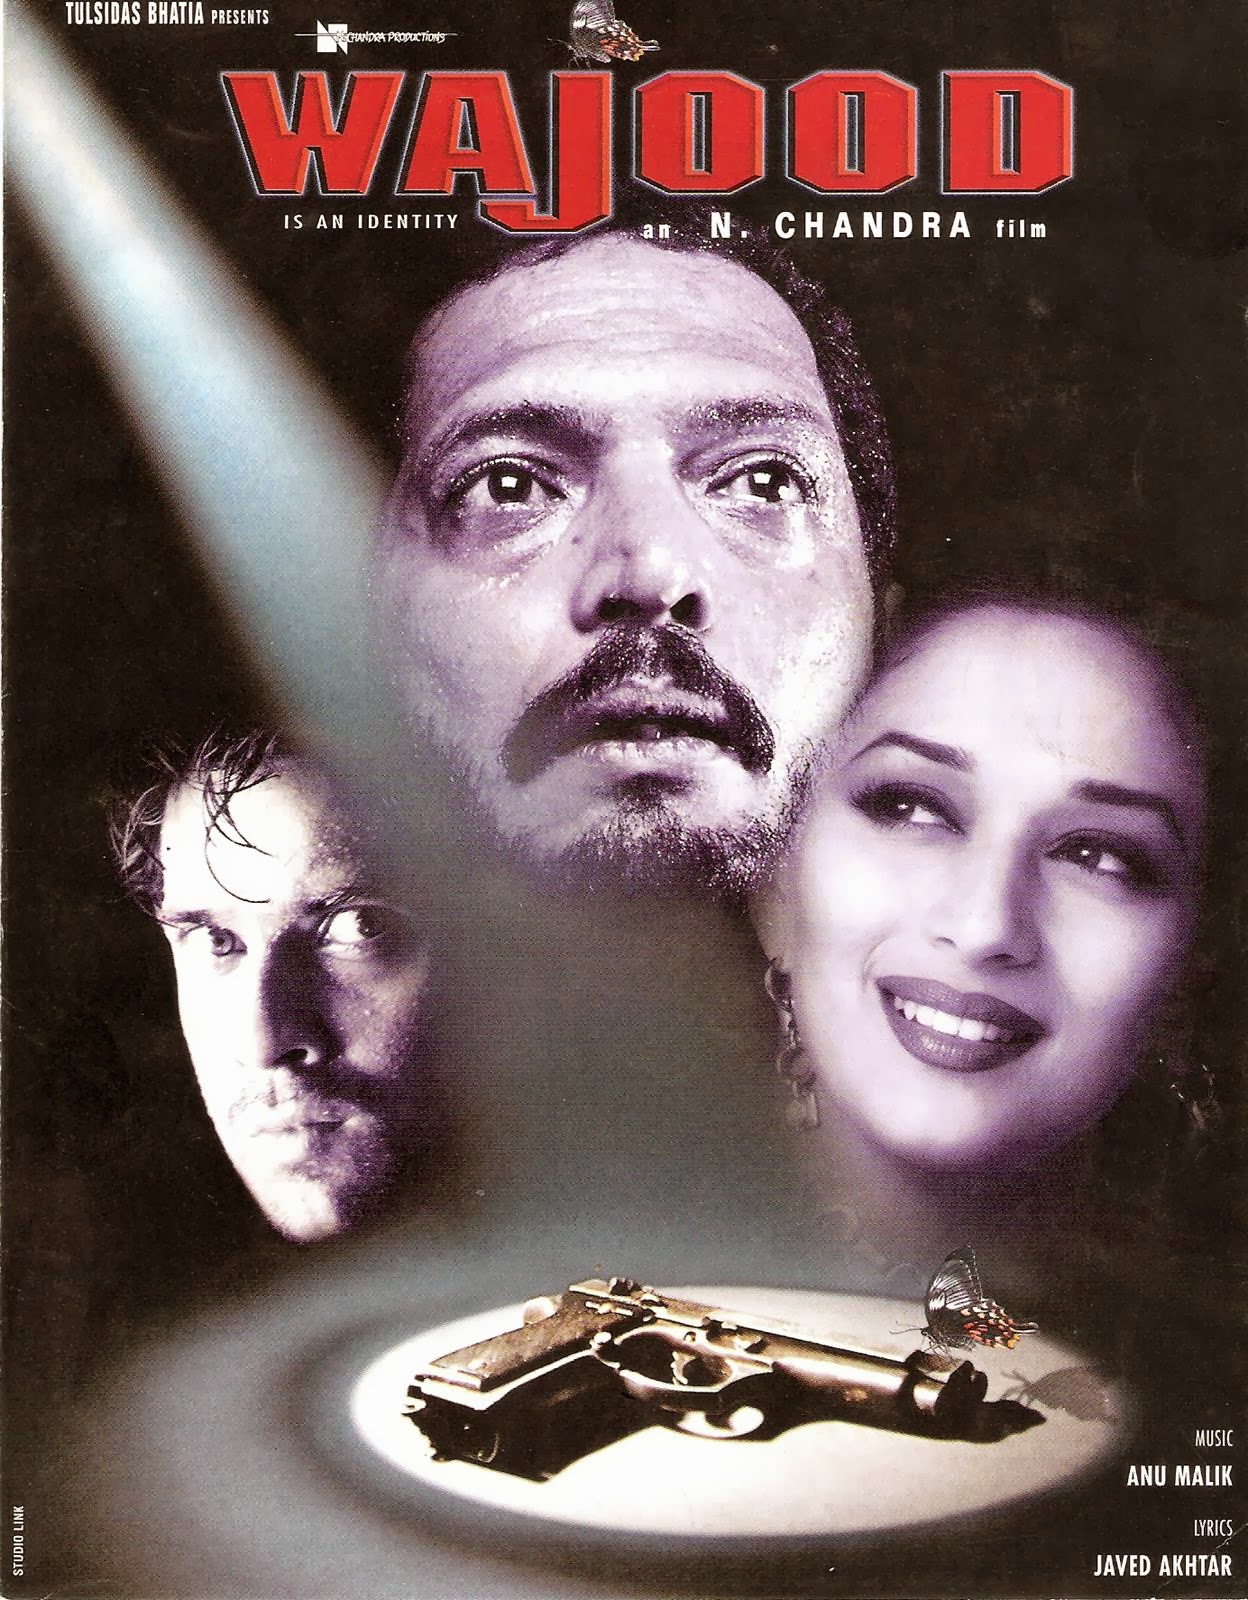 TULSIDAS BHATIA PRESENTS
N. CHANDRA PRODUCTIONS
WAJOOD
IS AN IDENTITY
an N. CHANDRA film
MUSIC
ANU MALIK
LYRICS
JAVED AKHTAR
STUDIO LINK